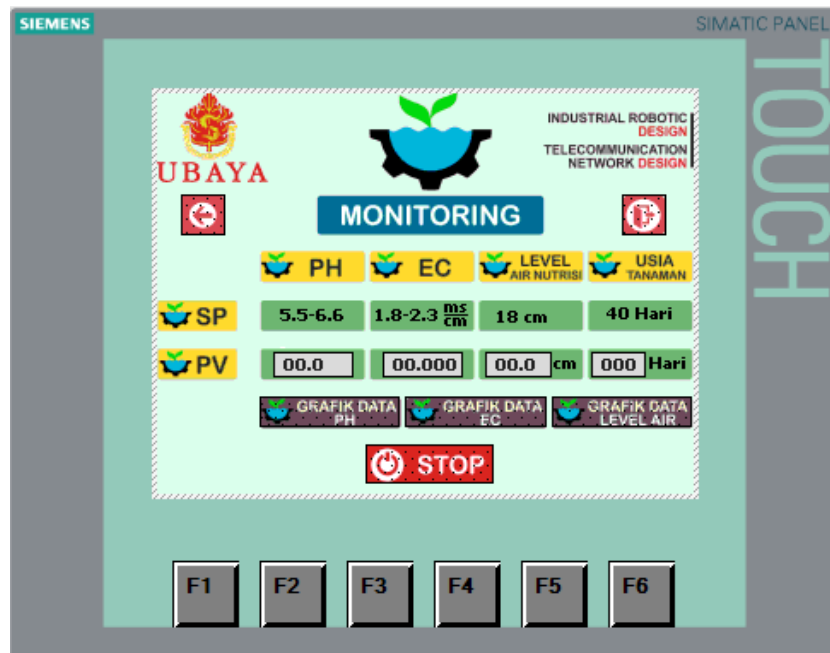 SIEMENS
SIMATIC PANEL
TOUCH
UBAYA
INDUSTRIAL ROBOTIC
DESIGN
TELECOMMUNICATION
NETWORK DESIGN
MONITORING
PH
EC
LEVEL
AIR NUTRISI
USIA
TANAMAN
SP
5.5-6.6
1.8-2.3 ms/cm
18 cm
40 Hari
PV
00.0
00.000
00.0 cm
000 Hari
GRAFIK DATA
PH
GRAFIK DATA
EC
GRAFIK DATA
LEVEL AIR
STOP
F1 F2 F3 F4 F5 F6